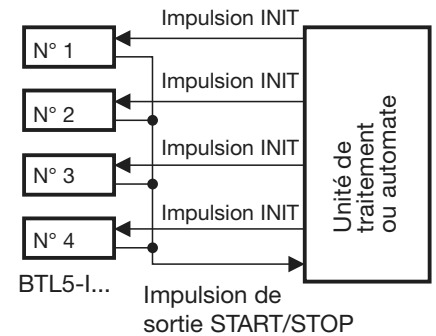 Impulsion INIT
N° 1
Impulsion INIT
N° 2
Impulsion INIT
N° 3
Impulsion INIT
N° 4
Unité de
traitement
ou automate
BTL5-I...
Impulsion de
sortie START/STOP